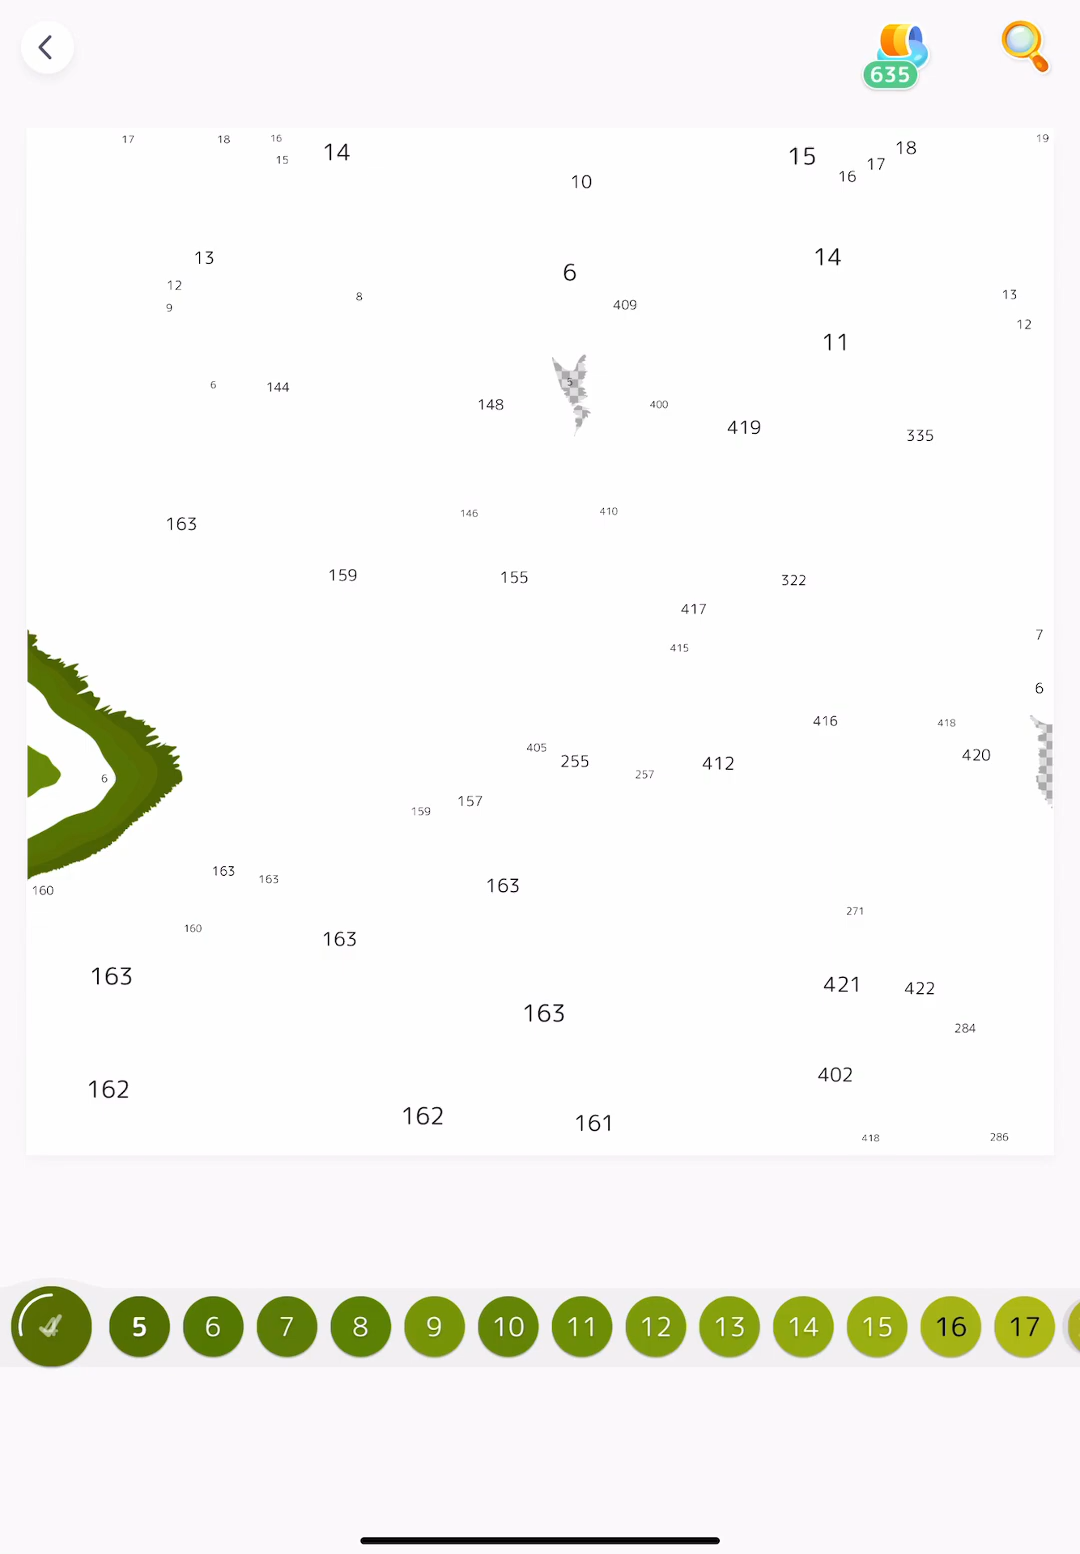 635
17 18 16 14 15 17 18 19
15 10 16
13 6 14
12 8 409 13
9 12
11
6 144 148 5 400 419 335
163 146 410
159 155 322
417 7
415
6
416 418
405 255 257 412 420
6
159 157
163 163 163
160 271
160 163
163 421 422
163 284
162 402
162 161 418 286
4 5 6 7 8 9 10 11 12 13 14 15 16 17